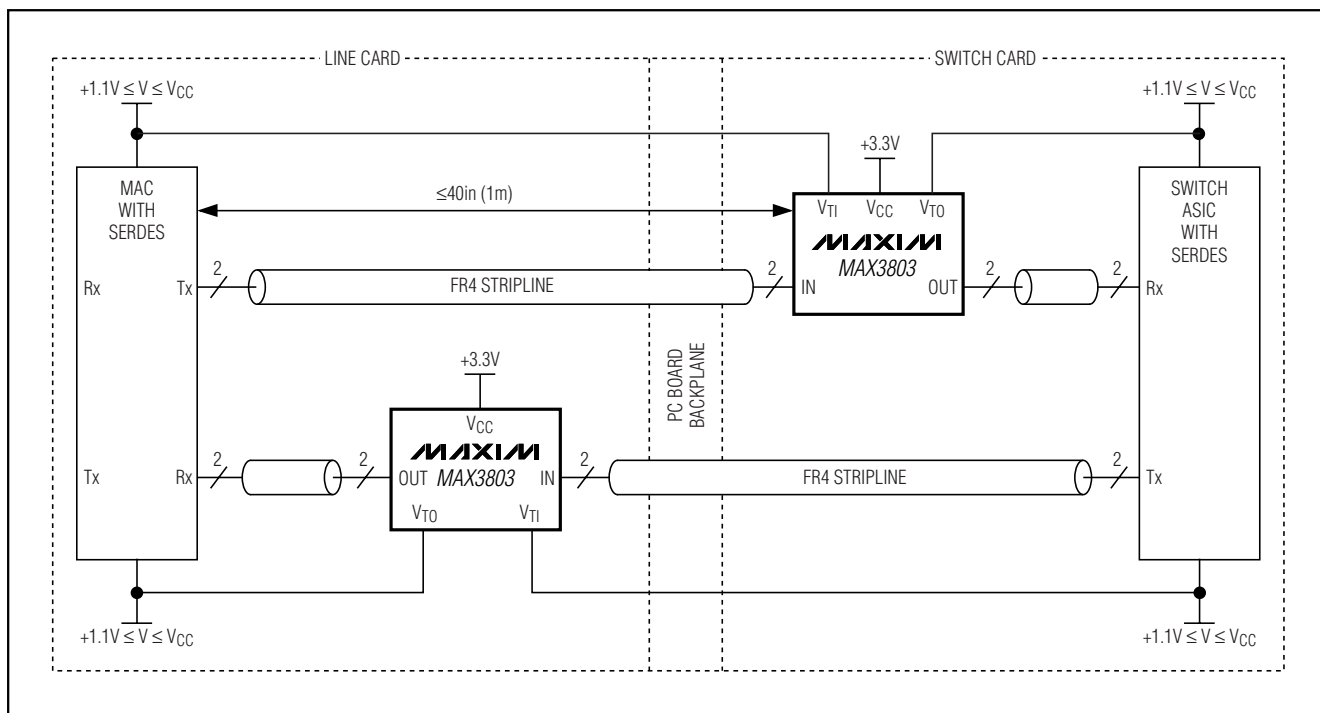 LINE CARD
SWITCH CARD
+1.1V ≤ V ≤ VCC
+1.1V ≤ V ≤ VCC
+3.3V
MAC
WITH
SERDES
≤40in (1m)
VTI
VCC
VTO
SWITCH
ASIC
WITH
SERDES
MAXIM
MAX3803
Rx
Tx
2
FR4 STRIPLINE
2
IN
OUT
2
2
Rx
+3.3V
PC BOARD
BACKPLANE
VCC
MAXIM
Tx
Rx
2
2
OUT
MAX3803
IN
2
FR4 STRIPLINE
2
Tx
VTO
VTI
+1.1V ≤ V ≤ VCC
+1.1V ≤ V ≤ VCC